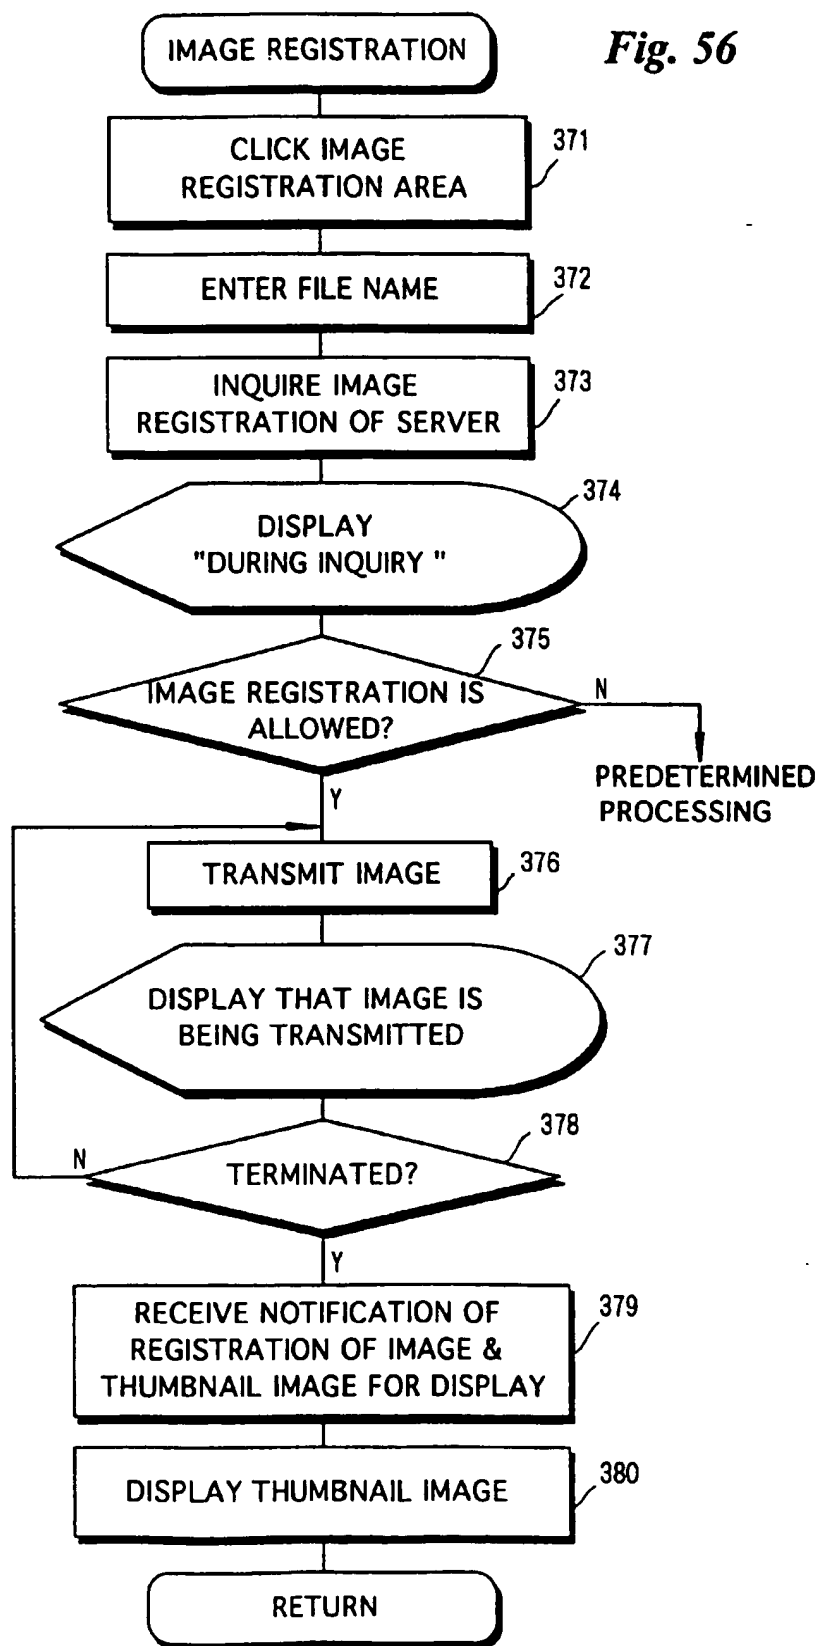 IMAGE REGISTRATION
Fig. 56
CLICK IMAGE
REGISTRATION AREA
371
ENTER FILE NAME
372
INQUIRE IMAGE
REGISTRATION OF SERVER
373
374
DISPLAY
"DURING INQUIRY "
375
IMAGE REGISTRATION IS
ALLOWED?
N
PREDETERMINED
PROCESSING
Y
TRANSMIT IMAGE
376
377
DISPLAY THAT IMAGE IS
BEING TRANSMITTED
378
N
TERMINATED?
Y
RECEIVE NOTIFICATION OF
REGISTRATION OF IMAGE &
THUMBNAIL IMAGE FOR DISPLAY
379
DISPLAY THUMBNAIL IMAGE
380
RETURN